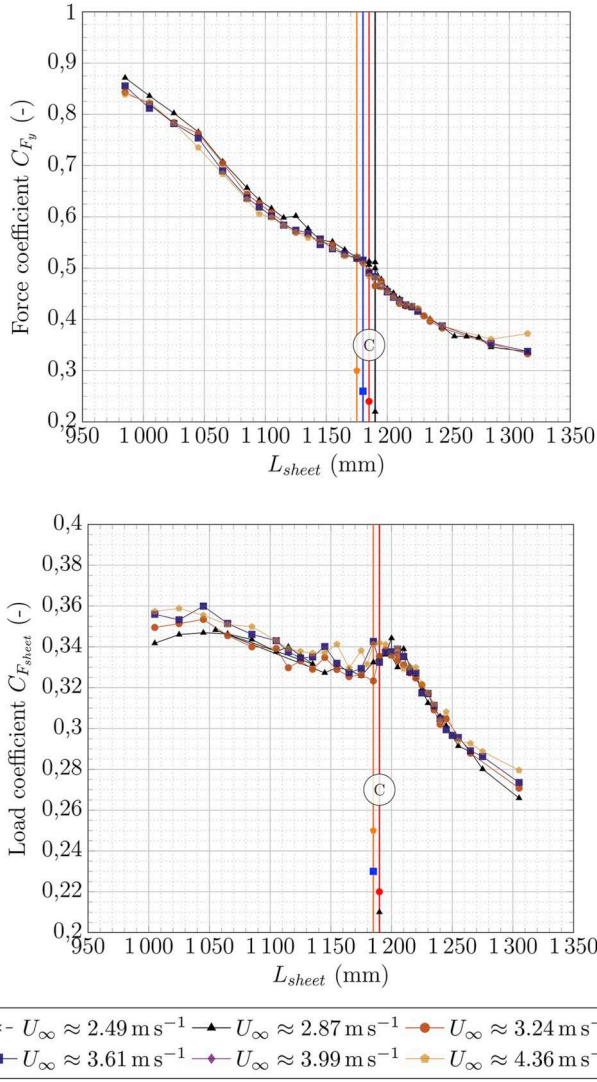 1
0,9
0,8
0,7
0,6
0,5
0,4
0,3
0,2
Force coefficient C_{F_y} (-)
C
950 1 000 1 050 1 100 1 150 1 200 1 250 1 300 1 350
L_{sheet} (mm)
0,4
0,38
0,36
0,34
0,32
0,3
0,28
0,26
0,24
0,22
0,2
Load coefficient C_{F_{sheet}} (-)
C
950 1 000 1 050 1 100 1 150 1 200 1 250 1 300 1 350
L_{sheet} (mm)
U_∞ ≈ 2.49 m s⁻¹ U_∞ ≈ 2.87 m s⁻¹ U_∞ ≈ 3.24 m s⁻
U_∞ ≈ 3.61 m s⁻¹ U_∞ ≈ 3.99 m s⁻¹ U_∞ ≈ 4.36 m s⁻